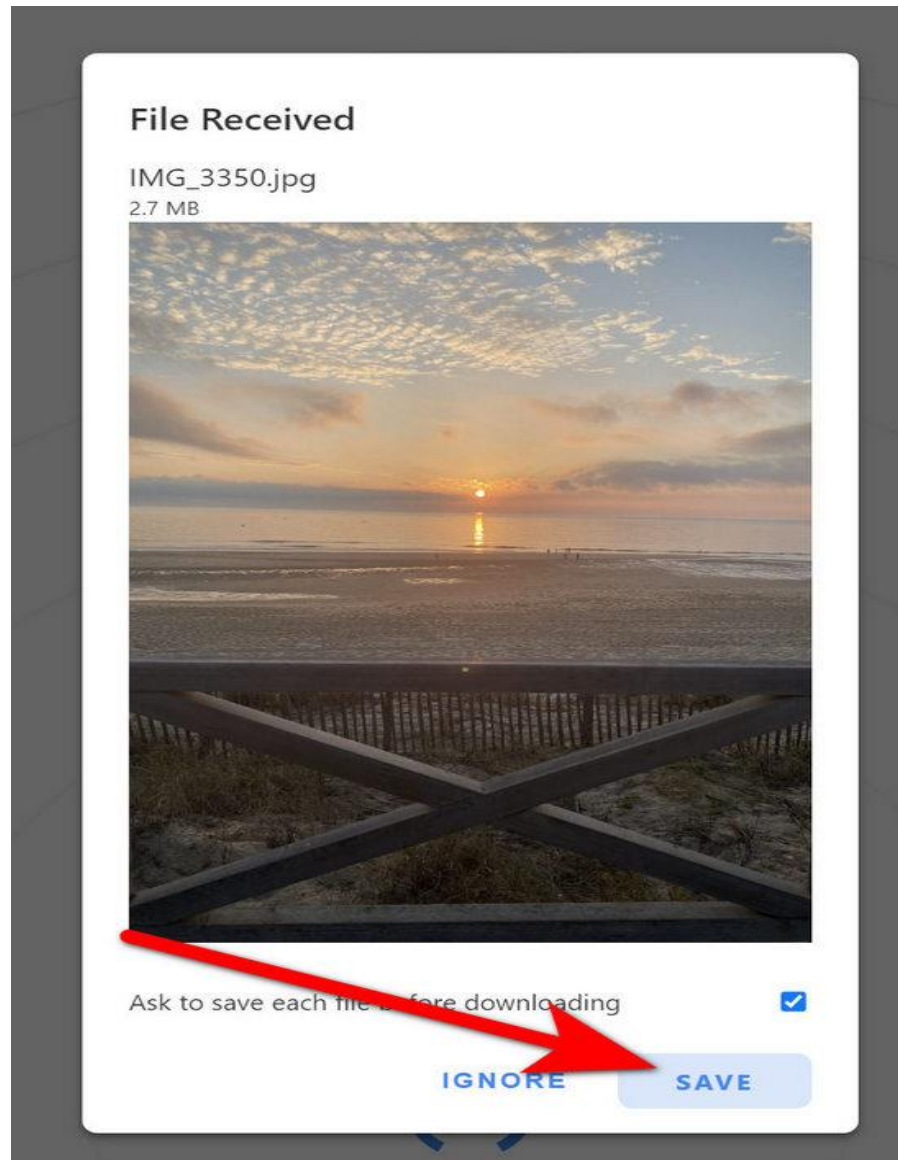 File Received
IMG_3350.jpg
2.7 MB
Ask to save each file before downloading
IGNORE
SAVE